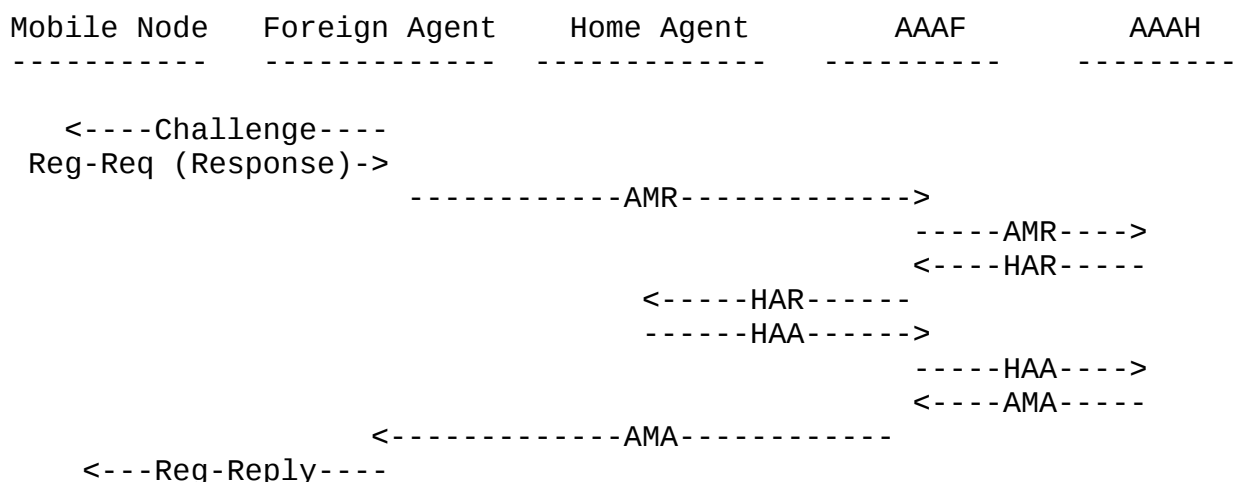 Mobile Node   Foreign Agent    Home Agent        AAAF            AAAH
-----------   -------------  -------------   ----------    ---------
   <----Challenge----
 Reg-Req (Response)->
                       ------------AMR------------->
                                                    -----AMR---->
                                                    <----HAR-----
                                     <-----HAR------
                                     ------HAA------>
                                                    -----HAA---->
                                                    <----AMA-----
                     <-------------AMA------------
    <---Reg-Reply----